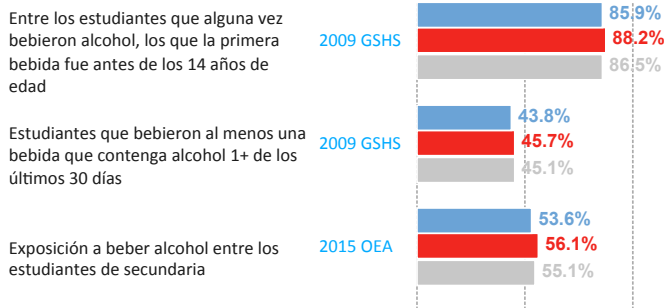 Entre los estudiantes que alguna vez
bebieron alcohol, los que la primera
bebida fue antes de los 14 años de
edad
2009 GSHS
85.9%
88.2%
86.5%
Estudiantes que bebieron al menos una
bebida que contenga alcohol 1+ de los
últimos 30 días
2009 GSHS
43.8%
45.7%
45.1%
Exposición a beber alcohol entre los
estudiantes de secundaria
2015 OEA
53.6%
56.1%
55.1%